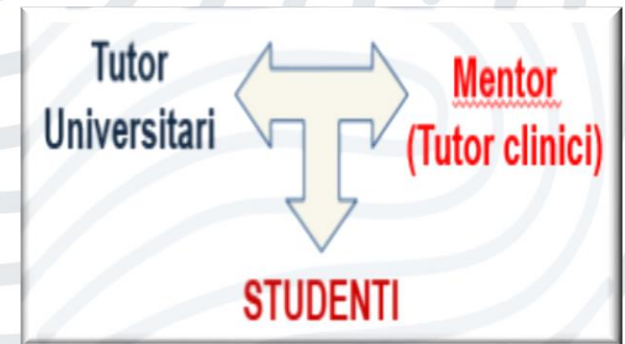 Tutor
Universitari
Mentor
(Tutor clinici)
STUDENTI